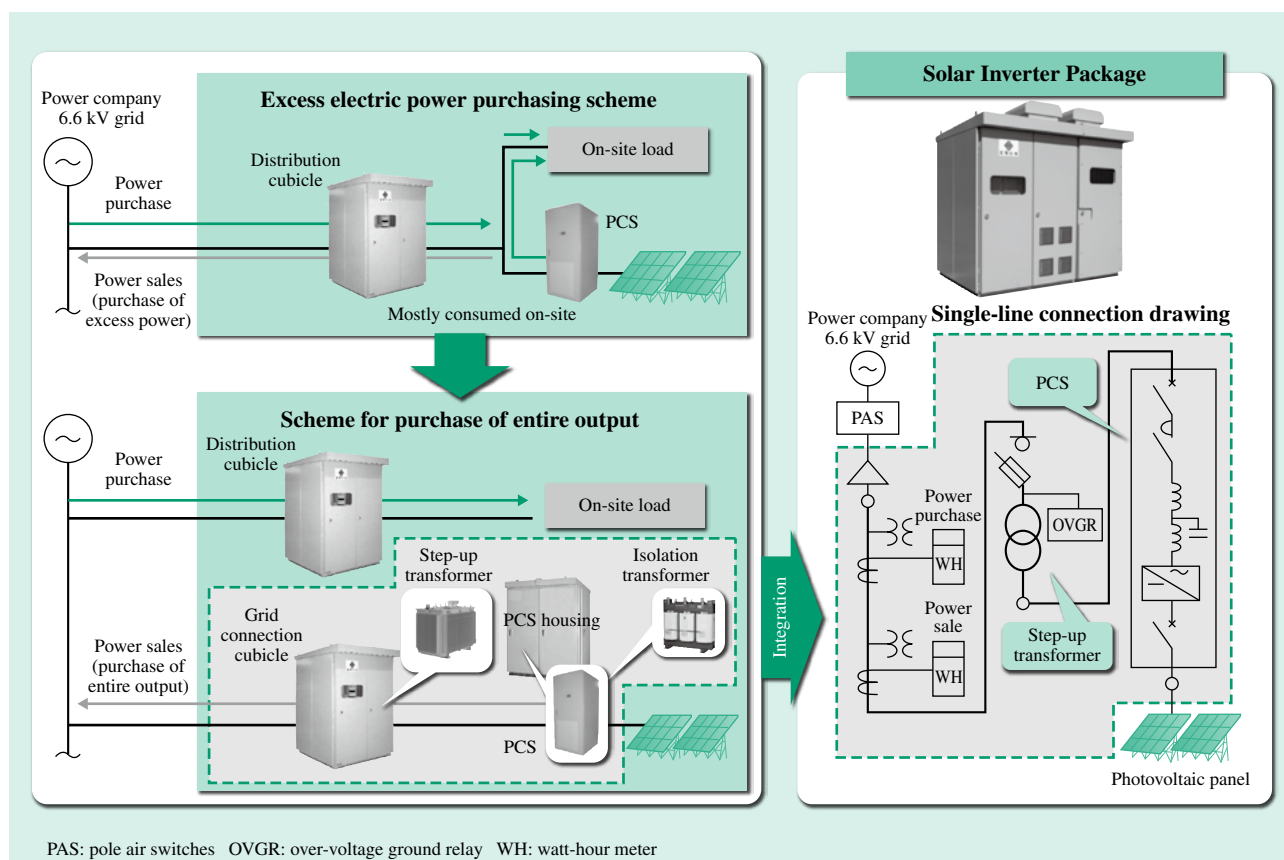 Excess electric power purchasing scheme
Power company
6.6 kV grid
Distribution
cubicle
On-site load
Power
purchase
PCS
Power sales
(purchase of
excess power)
Mostly consumed on-site
Scheme for purchase of entire output
Distribution
cubicle
Power
purchase
On-site load
Step-up
transformer
Isolation
transformer
Grid
connection
cubicle
PCS housing
Power sales
(purchase of
entire output)
PCS
Integration
Solar Inverter Package
Single-line connection drawing
Power company
6.6 kV grid
PAS
PCS
Power
purchase
WH
OVGR
Power
sale
WH
Step-up
transformer
Photovoltaic panel
PAS: pole air switches OVGR: over-voltage ground relay WH: watt-hour meter